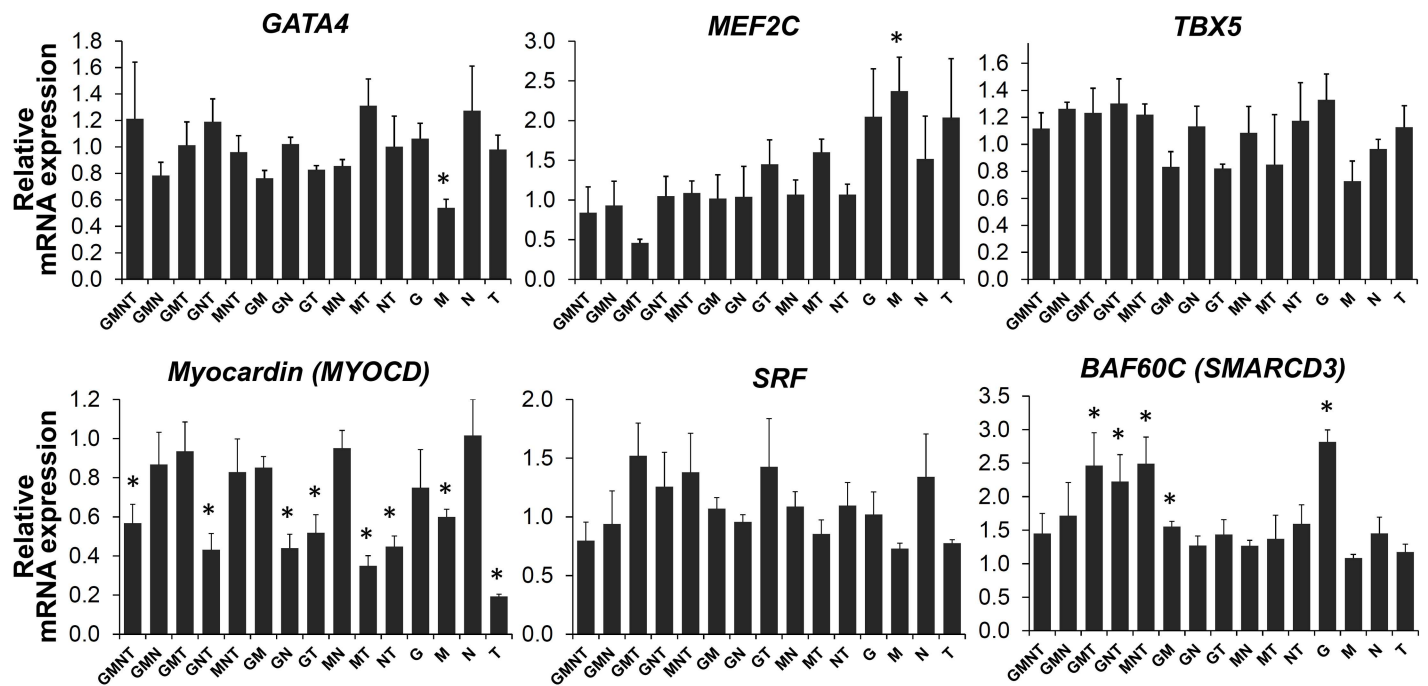 GATA4
Relative
mRNA expression
1.8
1.6
1.4
1.2
1.0
0.8
0.6
0.4
0.2
0.0
*
GMNT GMN GMT GNT MNT GM GN GT MN MT NT G M N T
MEF2C
3.0
2.5
2.0
1.5
1.0
0.5
0.0
*
GMNT GMN GMT GNT MNT GM GN GT MN MT NT G M N T
TBX5
1.6
1.4
1.2
1.0
0.8
0.6
1.4
1.2
0.0
GMNT GMN GMT GNT MNT GM GN GT MN MT NT G M N T
Myocardin (MYOCD)
Relative
mRNA expression
1.2
1.0
0.8
0.6
0.4
0.2
0.0
* * * * * * * *
GMNT GMN GMT GNT MNT GM GN GT MN MT NT G M N T
SRF
2.0
1.5
1.0
0.5
0.0
GMNT GMN GMT GNT MNT GM GN GT MN MT NT G M N T
BAF60C (SMARCD3)
3.5
3.0
2.5
2.0
1.5
1.0
0.5
0.0
* * * * *
GMNT GMN GMT GNT MNT GM GN GT MN MT NT G M N T